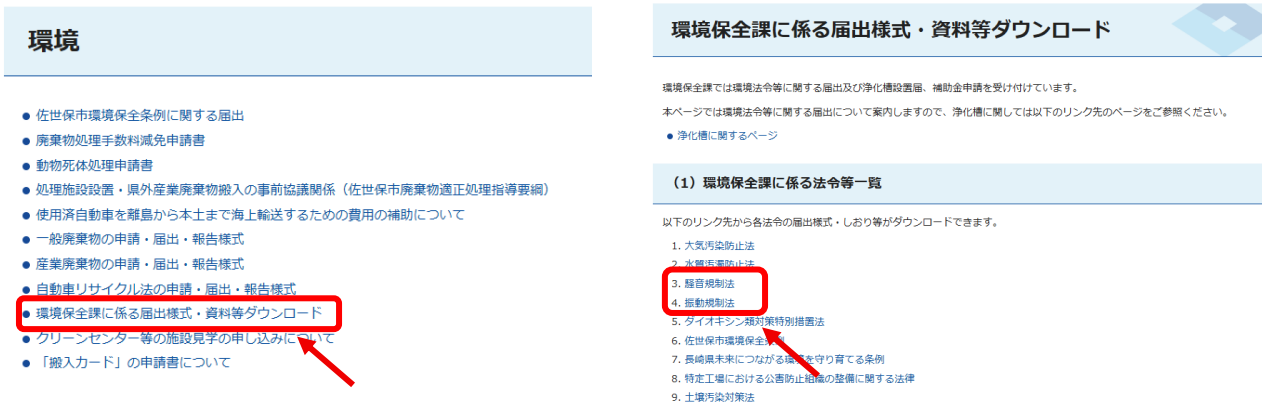 環境
佐世保市環境保全条例に関する届出
廃棄物処理手数料減免申請書
動物死体処理申請書
処理施設設置・県外産業廃棄物搬入の事前協議関係（佐世保市廃棄物適正処理指導要綱）
使用済自動車を離島から本土まで海上輸送するための費用の補助について
一般廃棄物の申請・届出・報告様式
産業廃棄物の申請・届出・報告様式
自動車リサイクル法の申請・届出・報告様式
環境保全課に係る届出様式・資料等ダウンロード
クリーンセンター等の施設見学の申し込みについて
「搬入カード」の申請書について
環境保全課に係る届出様式・資料等ダウンロード
環境保全課では環境法令等に関する届出及び浄化槽設置届、補助金申請を受け付けています。
本ページでは環境法令等に関する届出について案内しますので、浄化槽に関しては以下のリンク先のページをご参照ください。
浄化槽に関するページ
（1）環境保全課に係る法令等一覧
以下のリンク先から各法令の届出様式・しおり等がダウンロードできます。
1. 大気汚染防止法
2. 水質汚濁防止法
3. 騒音規制法
4. 振動規制法
5. ダイオキシン類対策特別措置法
6. 佐世保市環境保全条例
7. 長崎県未来につながる環境を守り育てる条例
8. 特定工場における公害防止組織の整備に関する法律
9. 土壌汚染対策法